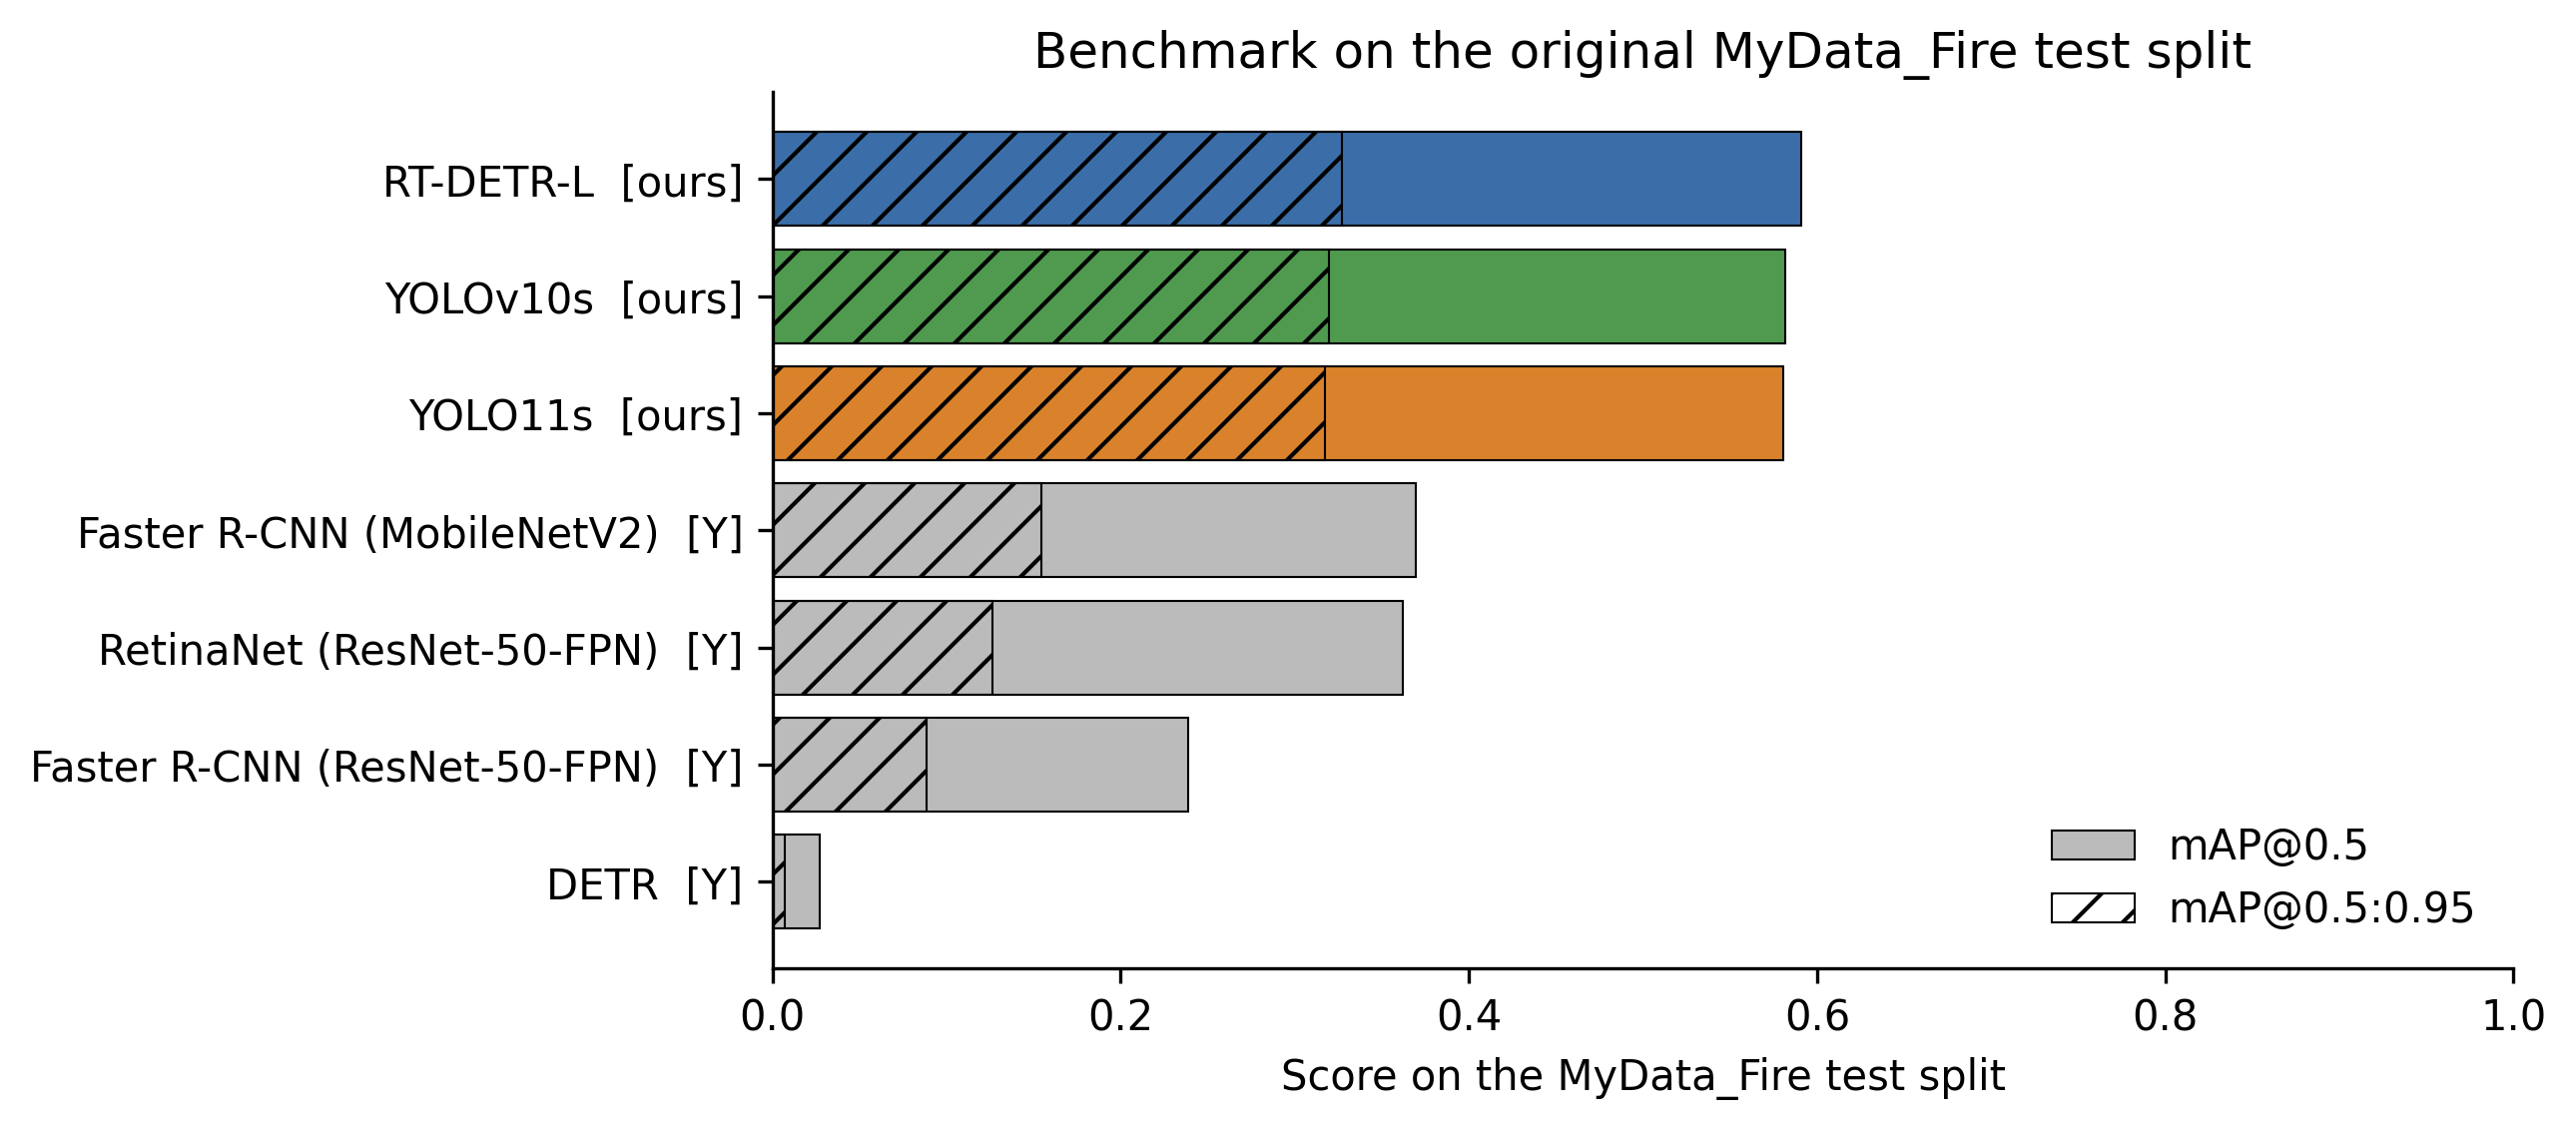 Benchmark on the original MyData_Fire test split
RT-DETR-L [ours]
YOLOv10s [ours]
YOLO11s [ours]
Faster R-CNN (MobileNetV2) [Y]
RetinaNet (ResNet-50-FPN) [Y]
Faster R-CNN (ResNet-50-FPN) [Y]
DETR [Y]
mAP@0.5
mAP@0.5:0.95
0.0 0.2 0.4 0.6 0.8 1.0
Score on the MyData_Fire test split